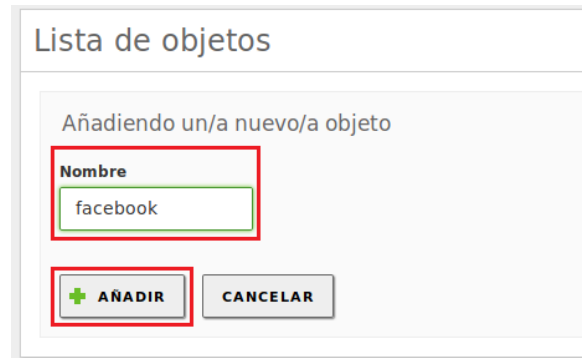 Lista de objetos
Añadiendo un/a nuevo/a objeto
Nombre
facebook
AÑADIR CANCELAR